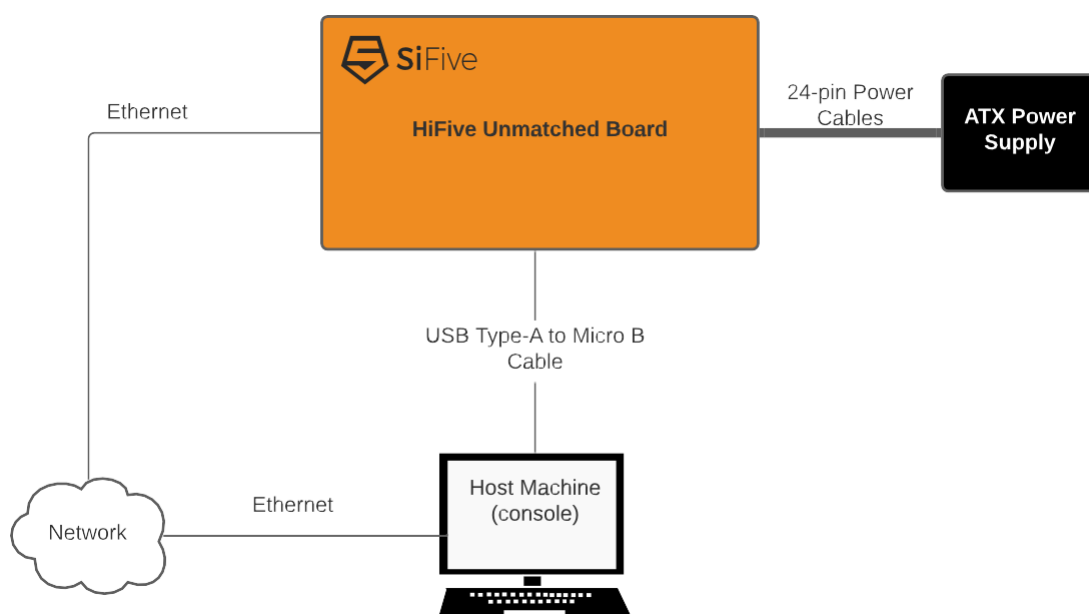 SiFive
HiFive Unmatched Board
Ethernet
24-pin Power
Cables
ATX Power
Supply
USB Type-A to Micro B
Cable
Host Machine
(console)
Ethernet
Network